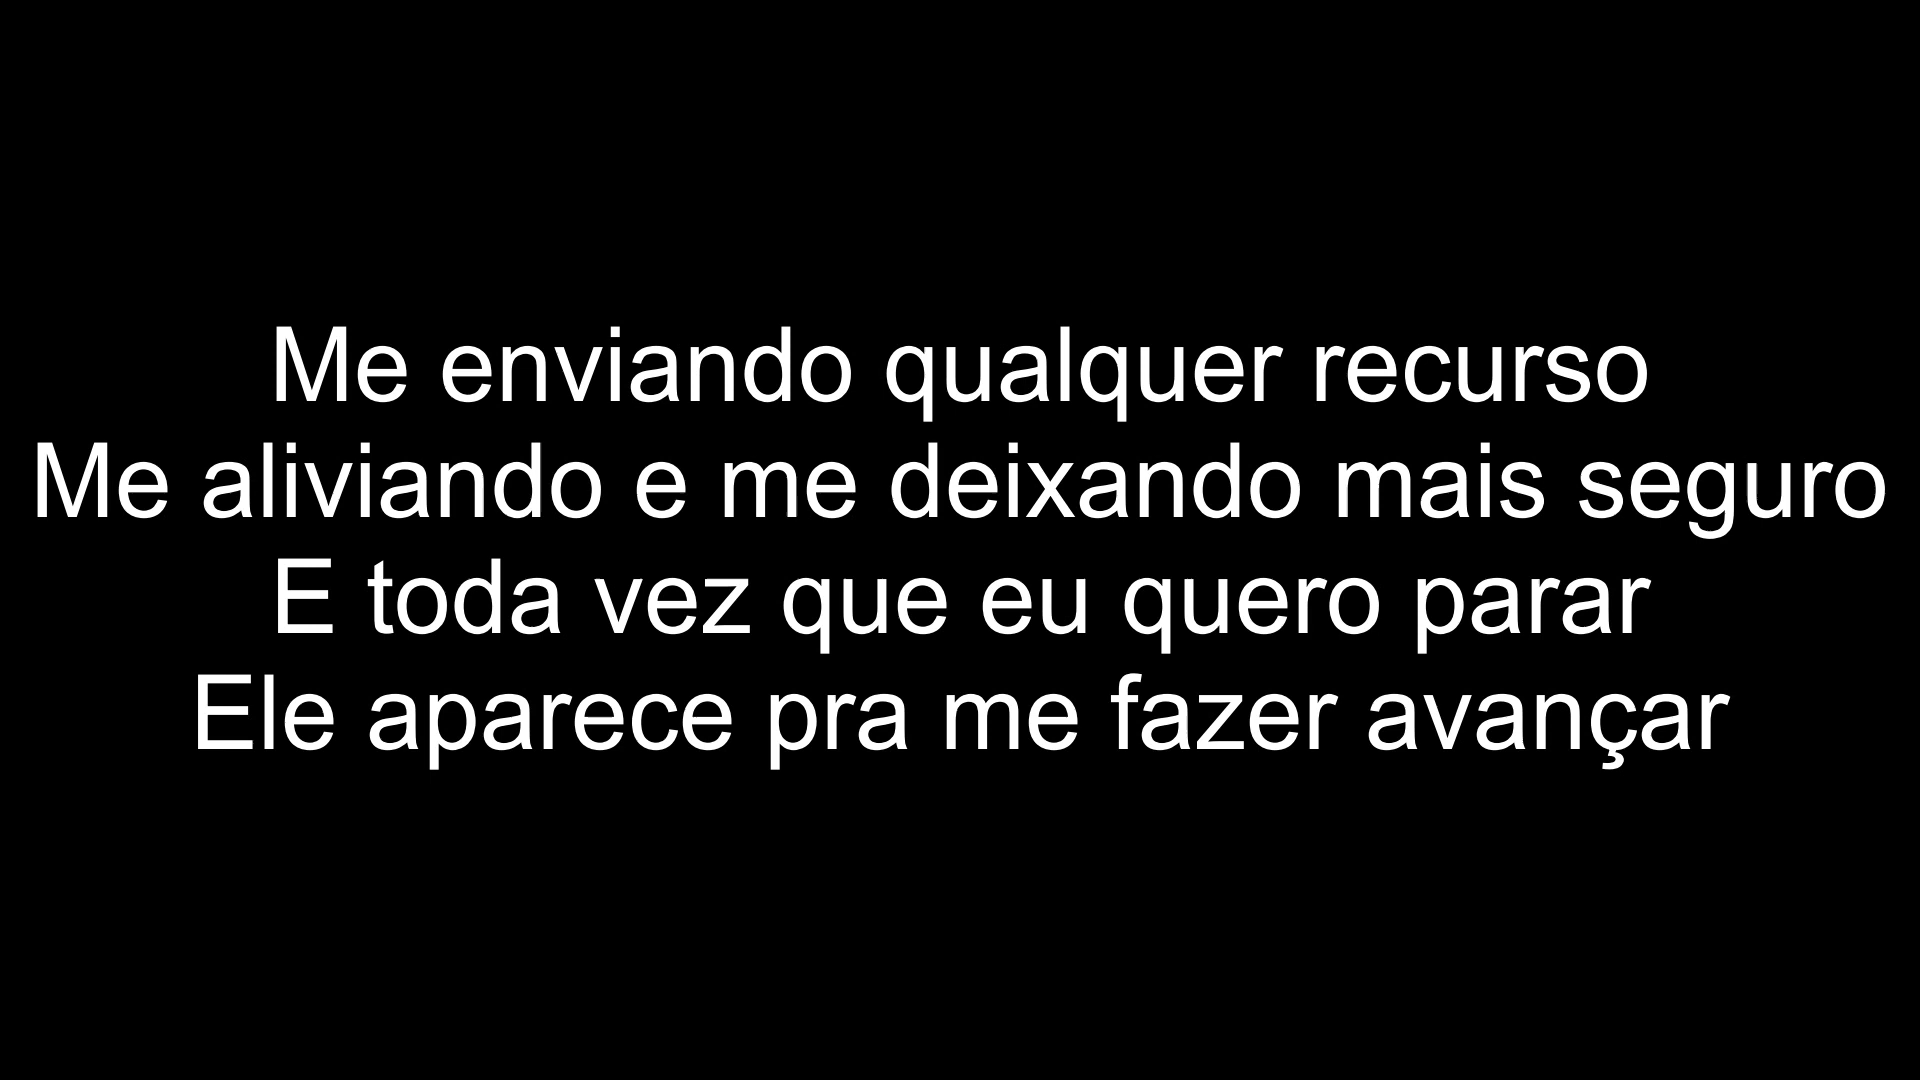 Me enviando qualquer recurso
Me aliviando e me deixando mais seguro
E toda vez que eu quero parar
Ele aparece pra me fazer avançar